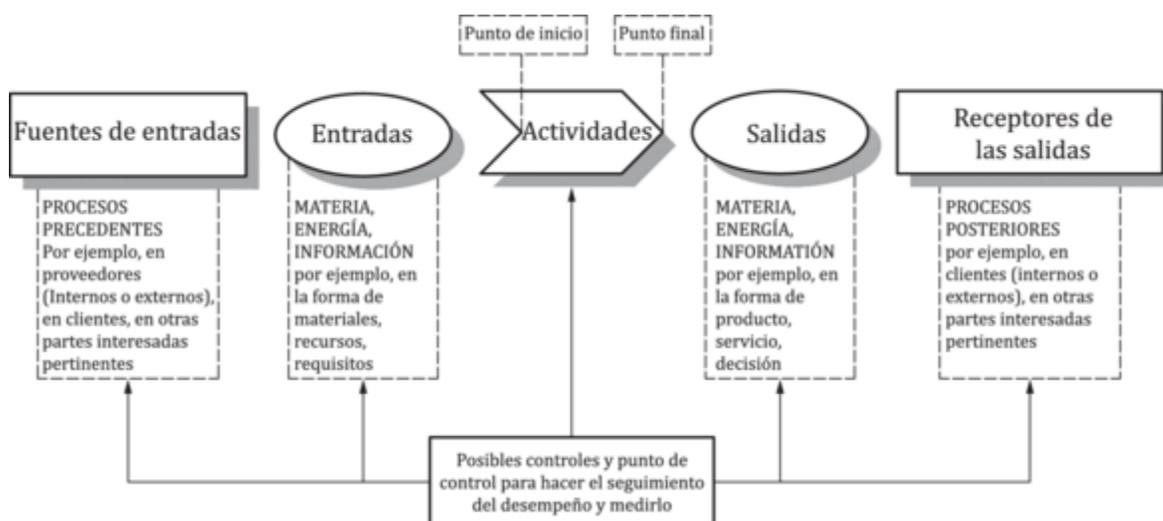 Punto de inicio
Punto final
Fuentes de entradas
Entradas
Actividades
Salidas
Receptores de
las salidas
PROCESOS
PRECEDENTES
Por ejemplo, en
proveedores
(Internos o externos),
en clientes, en otras
partes interesadas
pertinentes
MATERIA,
ENERGÍA,
INFORMACIÓN
por ejemplo, en
la forma de
materiales,
recursos,
requisitos
MATERIA,
ENERGÍA,
INFORMATIÓN
por ejemplo, en
la forma de
producto,
servicio,
decisión
PROCESOS
POSTERIORES
por ejemplo, en
clientes (internos o
externos), en otras
partes interesadas
pertinentes
Posibles controles y punto de
control para hacer el seguimiento
del desempeño y medirlo